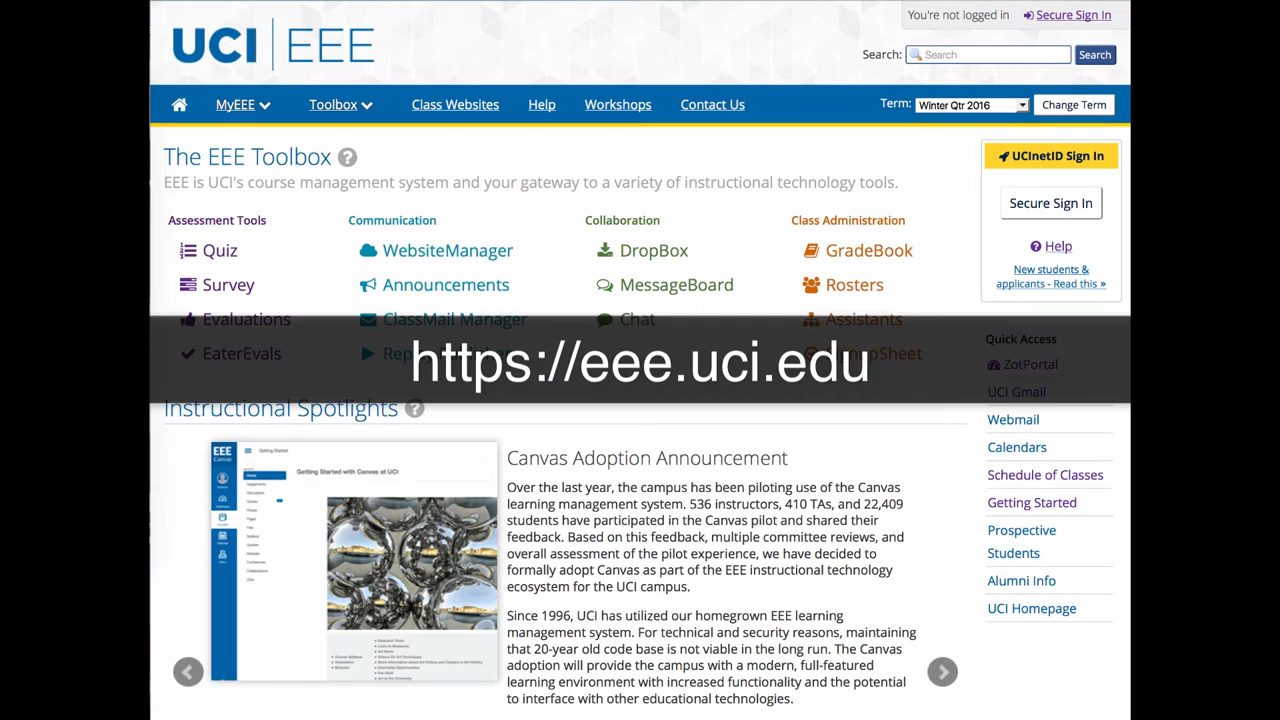 You're not logged in
Secure Sign In
UCI EEE
Search:
Search
Search
MyEEE
Toolbox
Class Websites
Help
Workshops
Contact Us
Term:
Winter Qtr 2016
Change Term
The EEE Toolbox ?
EEE is UCI's course management system and your gateway to a variety of instructional technology tools.
Assessment Tools
Quiz
Survey
Evaluations
EaterEvals
Communication
WebsiteManager
Announcements
ClassMail Manager
Collaboration
DropBox
MessageBoard
Chat
Class Administration
GradeBook
Rosters
Assistants
https://eee.uci.edu
UCInetID Sign In
Secure Sign In
Help
New students &
applicants - Read this »
Quick Access
ZotPortal
UCI Gmail
Webmail
Calendars
Schedule of Classes
Getting Started
Prospective
Students
Alumni Info
UCI Homepage
Instructional Spotlights ?
EEE
Canvas
Getting Started
Getting Started with Canvas at UCI
Canvas Adoption Announcement
Over the last year, the campus has been piloting use of the Canvas
learning management system. 536 instructors, 410 TAs, and 22,409
students have participated in the Canvas pilot and shared their
feedback. Based on this feedback, multiple committee reviews, and
overall assessment of the pilot experience, we have decided to
formally adopt Canvas as part of the EEE instructional technology
ecosystem for the UCI campus.
Since 1996, UCI has utilized our homegrown EEE learning
management system. For technical and security reasons, maintaining
that 20-year old code base is not viable in the long run. The Canvas
adoption will provide the campus with a modern, full-featured
learning environment with increased functionality and the potential
to interface with other educational technologies.